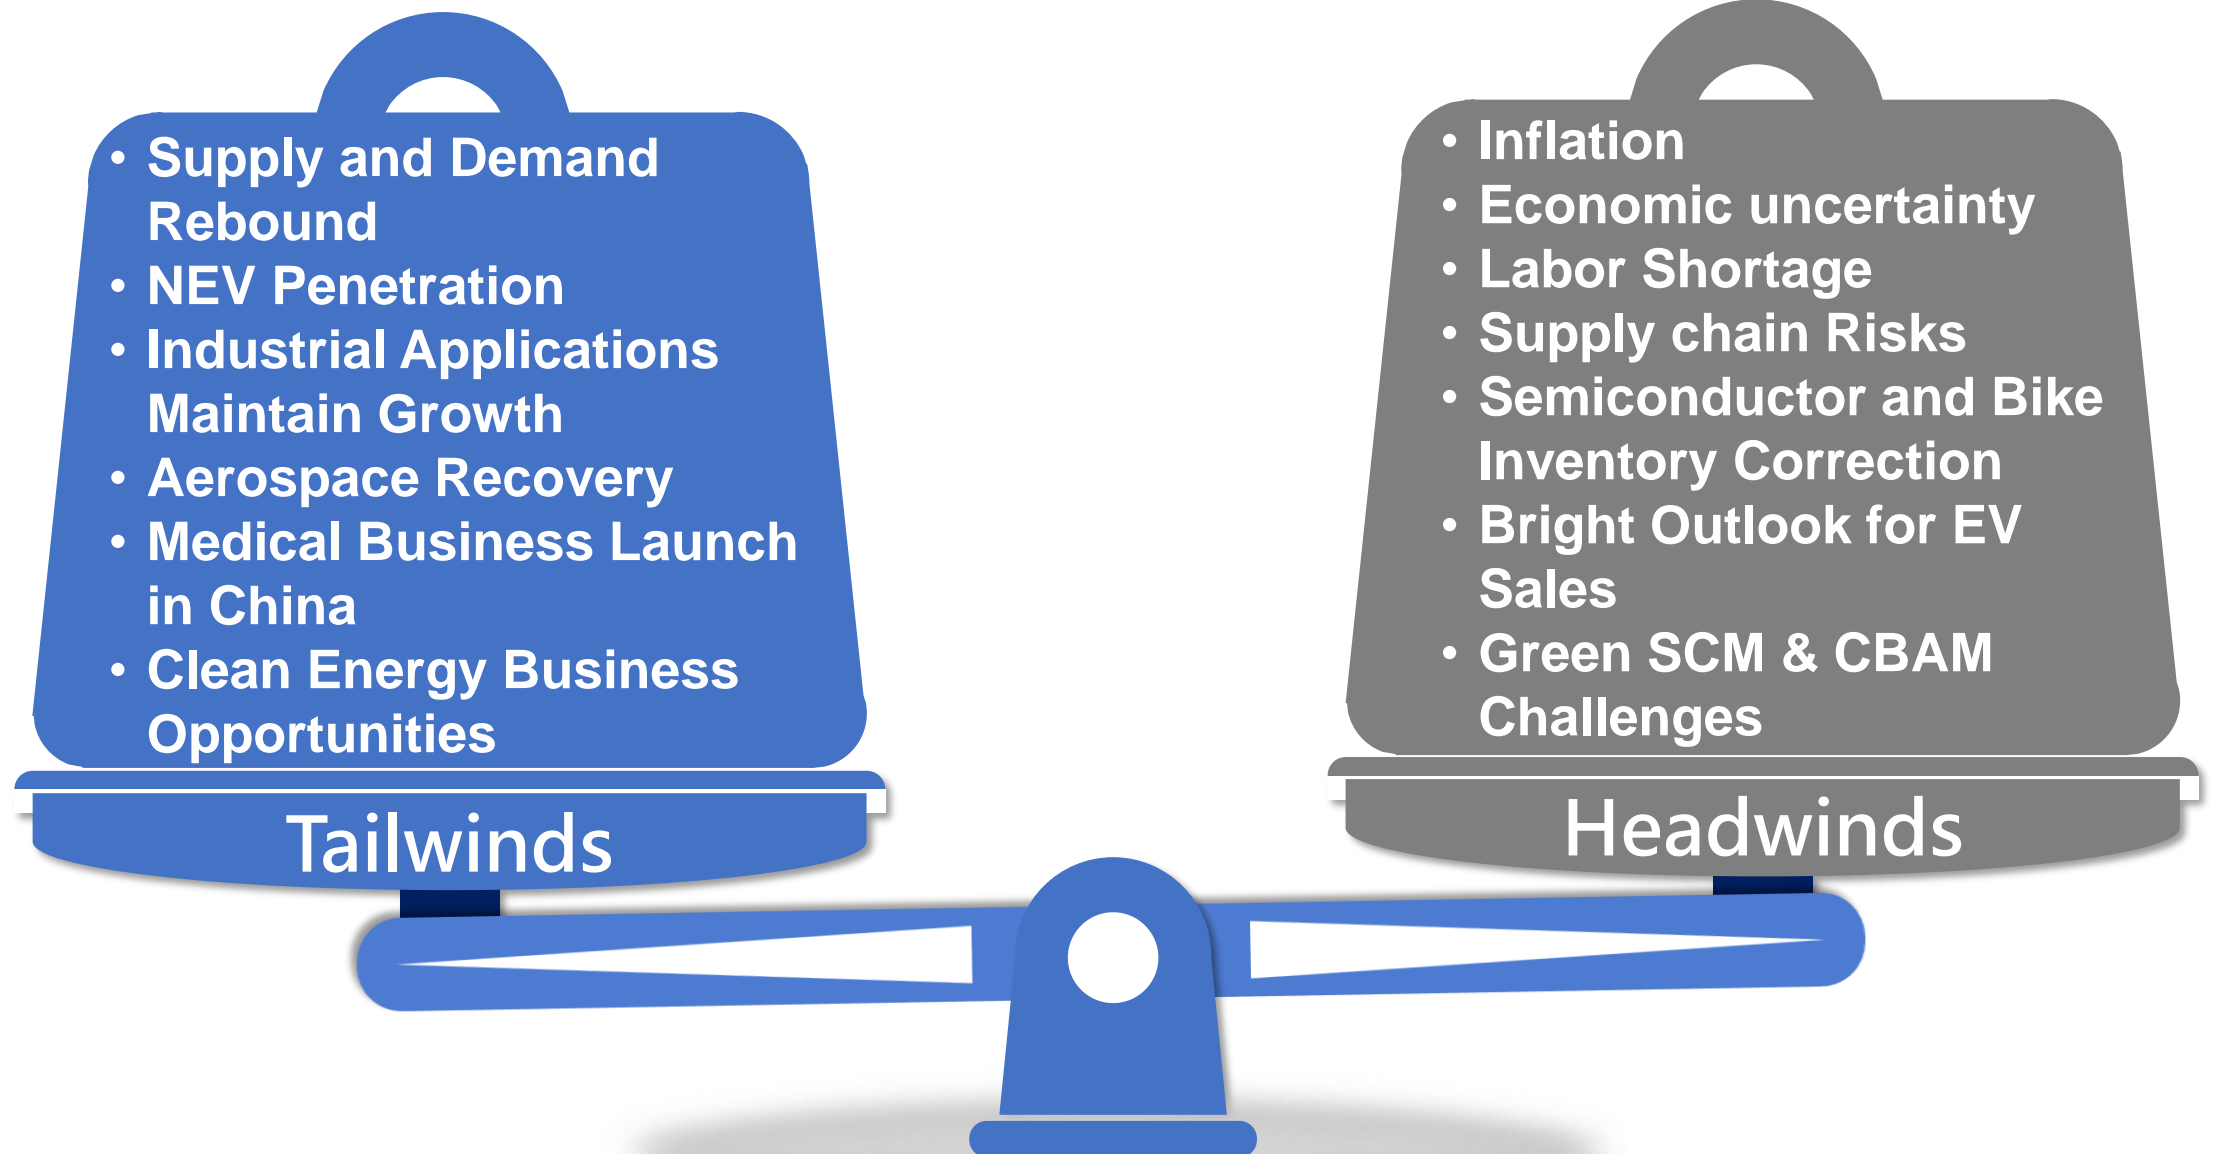 • Supply and Demand
Rebound
• NEV Penetration
• Industrial Applications
Maintain Growth
• Aerospace Recovery
• Medical Business Launch
in China
• Clean Energy Business
Opportunities
Tailwinds
• Inflation
• Economic uncertainty
• Labor Shortage
• Supply chain Risks
• Semiconductor and Bike
Inventory Correction
• Bright Outlook for EV
Sales
• Green SCM & CBAM
Challenges
Headwinds